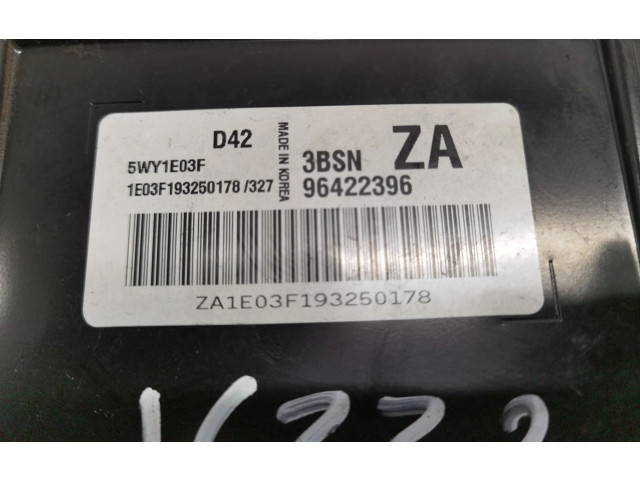 D42
5WY1E03F
1E03F193250178 /327
MADE IN KOREA
3BSN ZA
96422396
ZA1E03F193250178